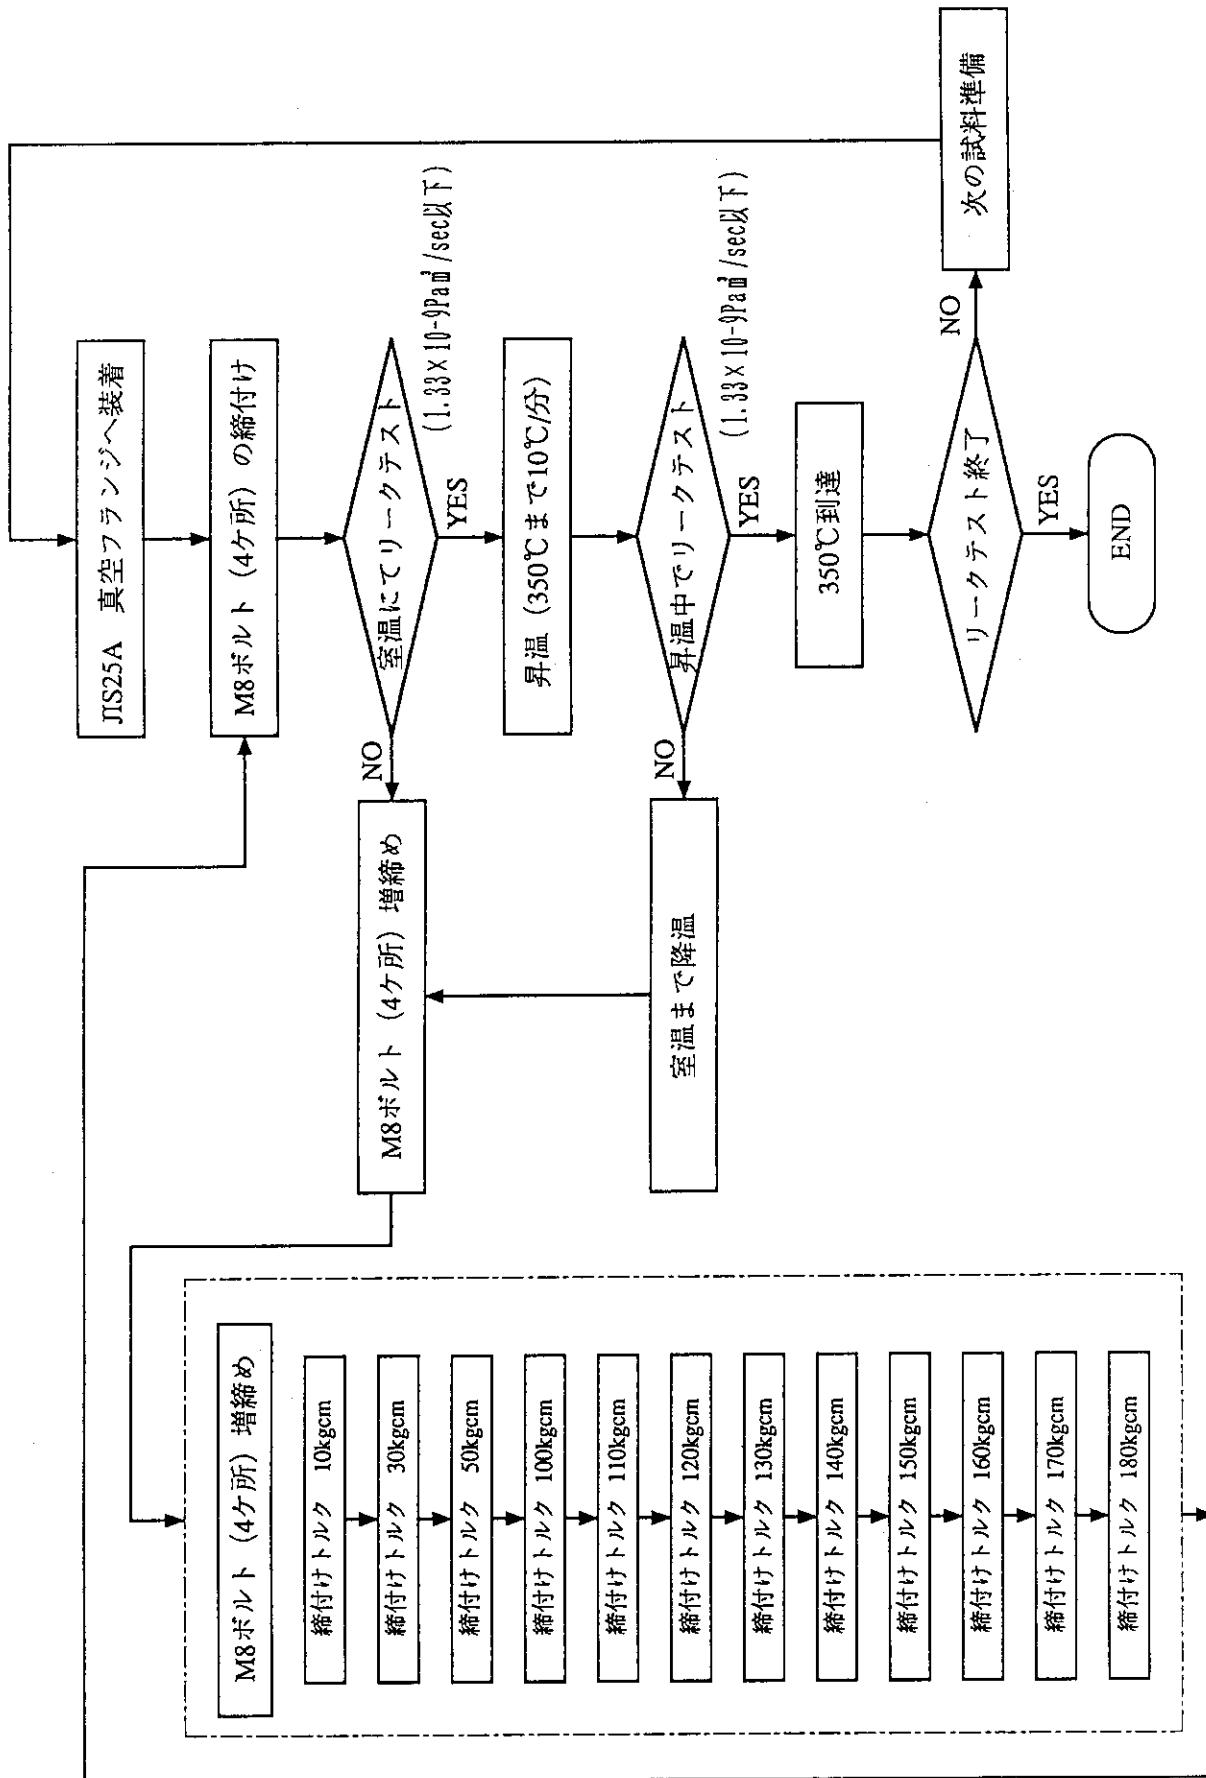 JIS25A 真空フランジへ装着
M8ボルト（4ケ所）の締付け
室温にてリークテスト
(1.33×10-9Pa㎥/sec以下)
NO
YES
M8ボルト（4ケ所）増締め
昇温（350℃まで10℃/分）
昇温中でリークテスト
(1.33×10-9Pa㎥/sec以下)
NO
YES
室温まで降温
350℃到達
リークテスト終了
NO
YES
次の試料準備
END
M8ボルト（4ケ所）増締め
締付けトルク 10kgcm
締付けトルク 30kgcm
締付けトルク 50kgcm
締付けトルク 100kgcm
締付けトルク 110kgcm
締付けトルク 120kgcm
締付けトルク 130kgcm
締付けトルク 140kgcm
締付けトルク 150kgcm
締付けトルク 160kgcm
締付けトルク 170kgcm
締付けトルク 180kgcm